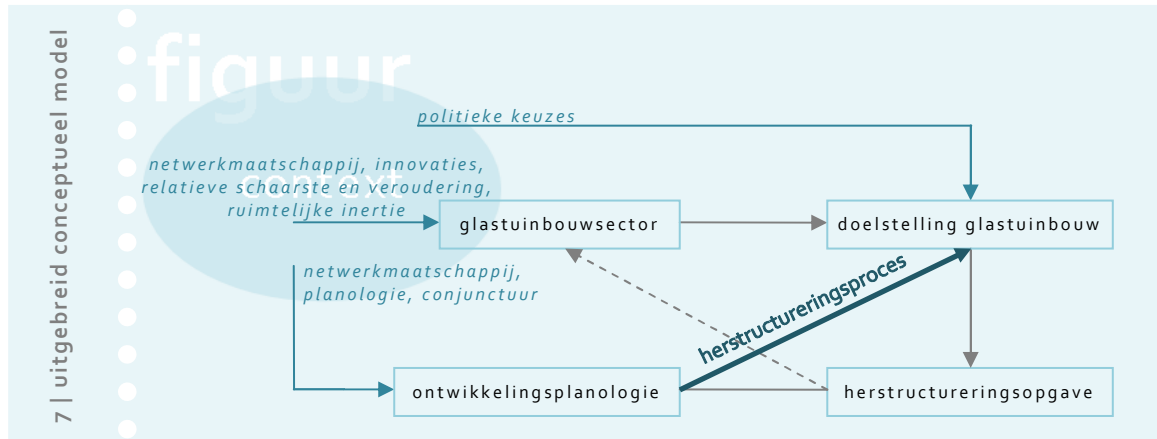 7 | uitgebreid conceptueel model
figuur
context
politieke keuzes
netwerkmaatschappij, innovaties,
relatieve schaarste en veroudering,
ruimtelijke inertie
glastuinbouwsector
doelstelling glastuinbouw
netwerkmaatschappij,
planologie, conjunctuur
herstructureringsproces
ontwikkelingsplanologie
herstructureringsopgave